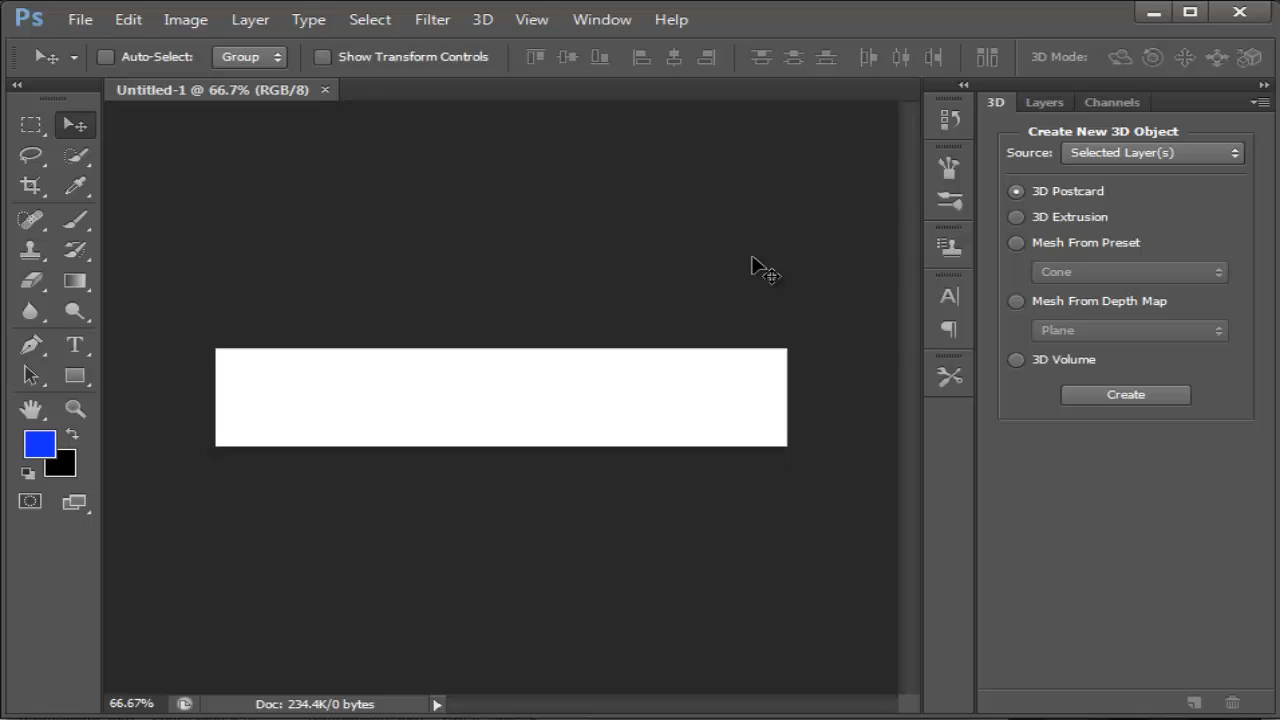 Ps File Edit Image Layer Type Select Filter 3D View Window Help
Auto-Select: Group Show Transform Controls 3D Mode:
Untitled-1 @ 66.7% (RGB/8) ×
3D Layers Channels
Create New 3D Object
Source: Selected Layer(s)
3D Postcard
3D Extrusion
Mesh From Preset
Cone
Mesh From Depth Map
Plane
3D Volume
Create
66.67% Doc: 234.4K/0 bytes